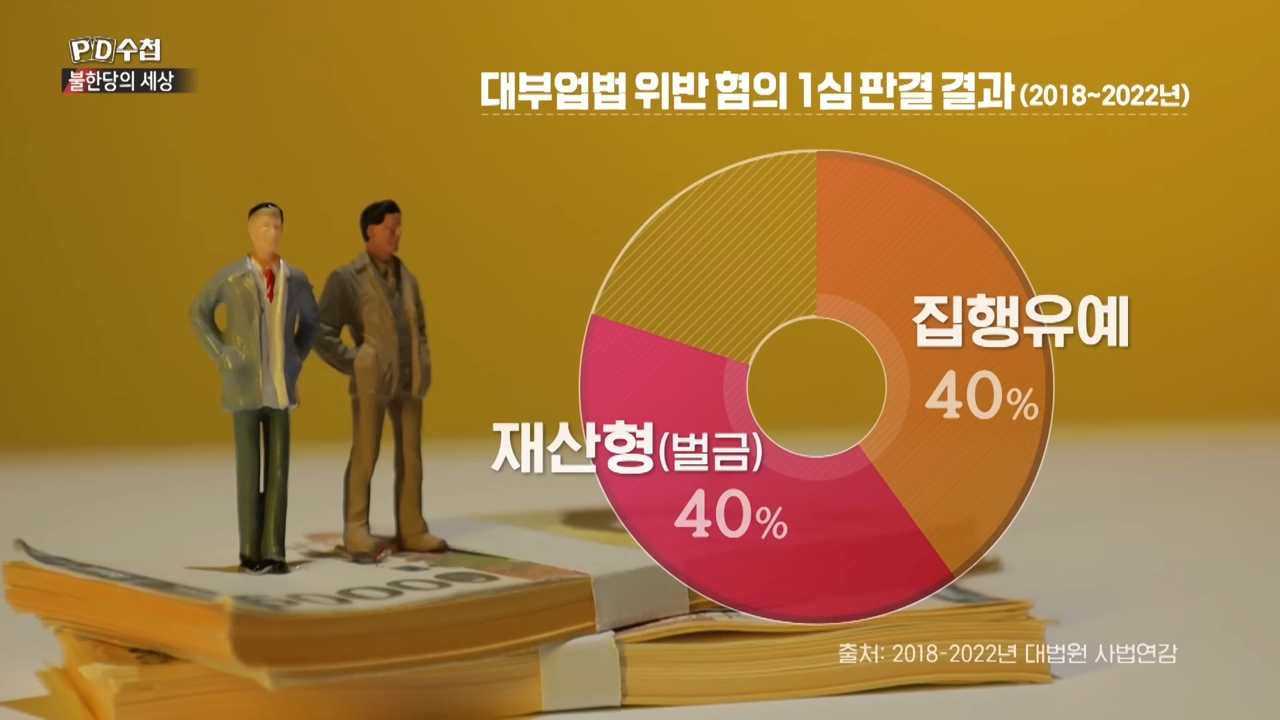 PD수첩
불한당의 세상
대부업법 위반 혐의 1심 판결 결과 (2018~2022년)
집행유예
40%
재산형(벌금)
40%
출처: 2018-2022년 대법원 사법연감